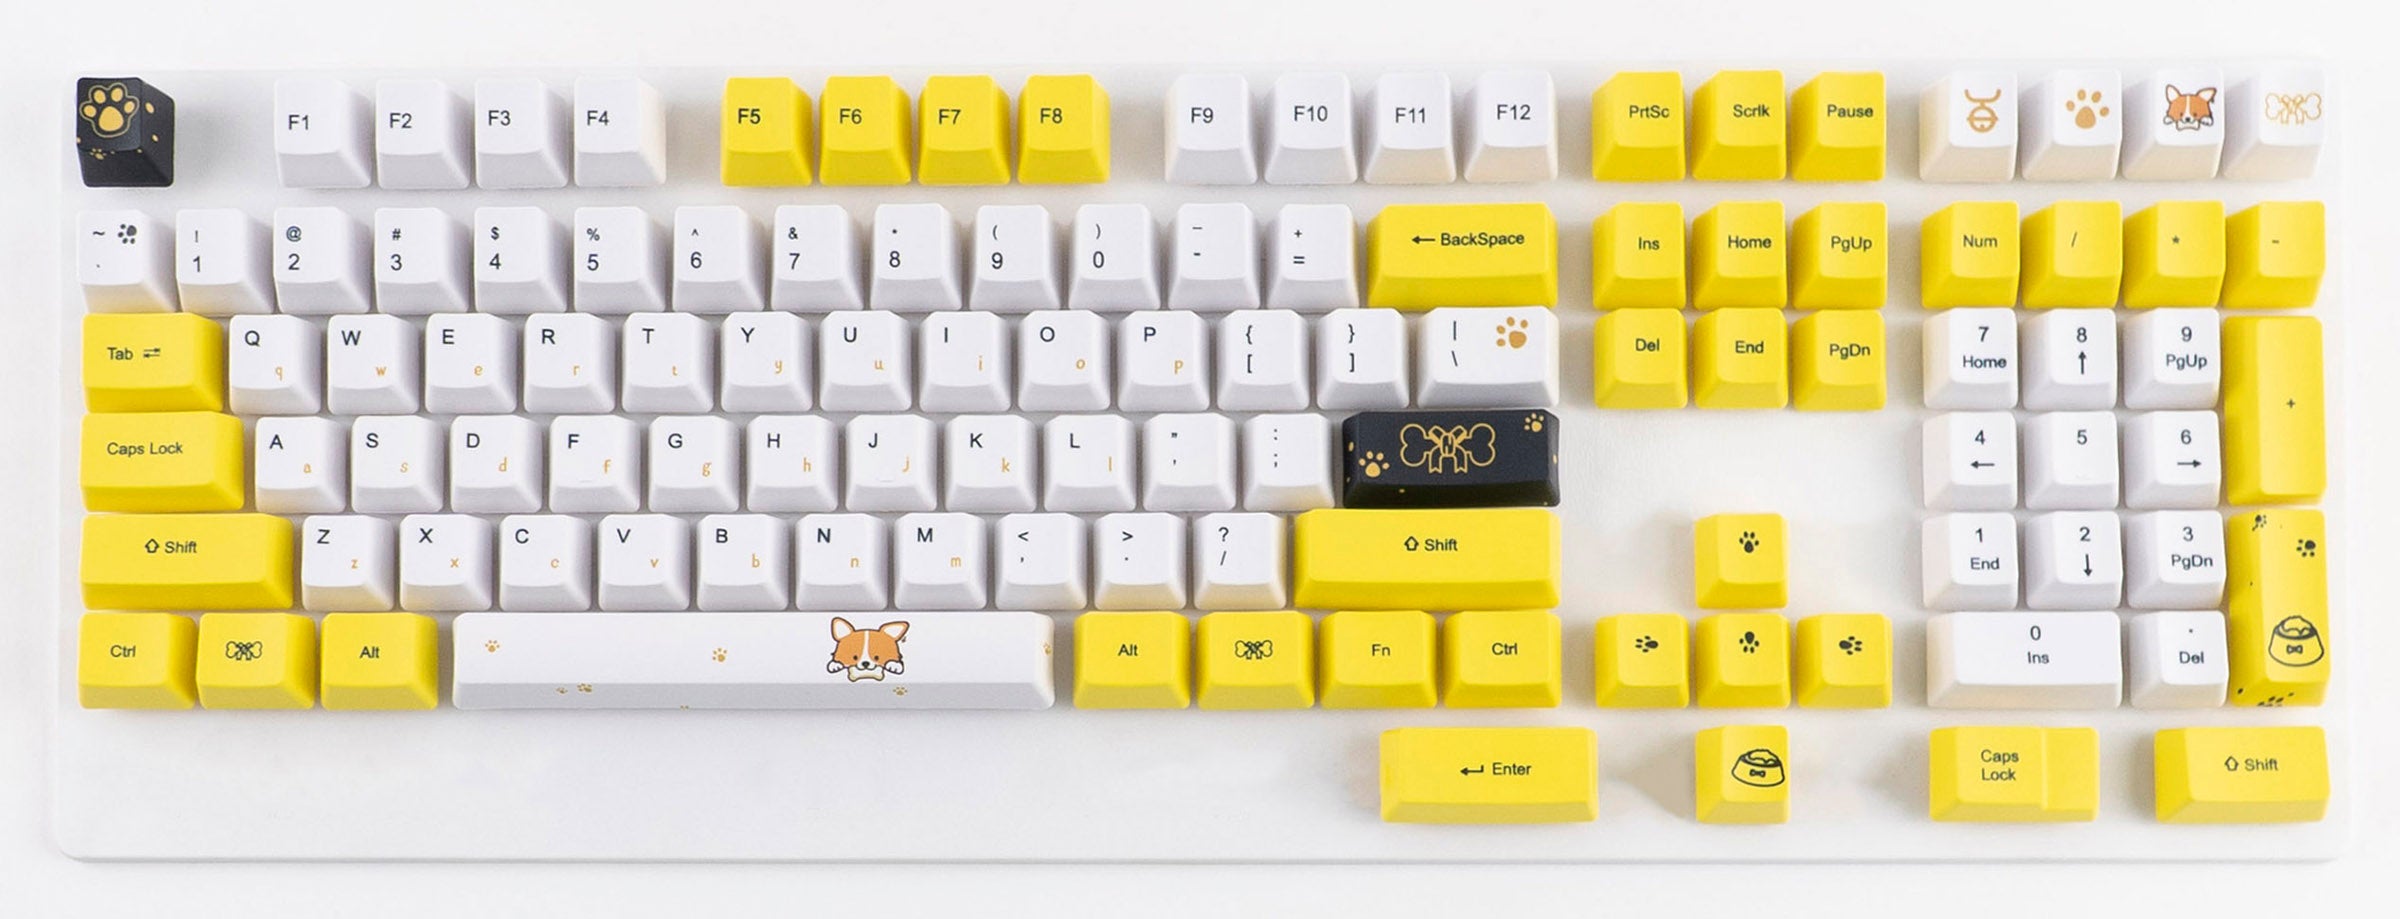 F1 F2 F3 F4 F5 F6 F7 F8 F9 F10 F11 F12 PrtSc Scrlk Pause
~ ! @ # $ % ^ & * ( ) _ +
` 1 2 3 4 5 6 7 8 9 0 - = ← BackSpace Ins Home PgUp Num / * -
Q W E R T Y U I O P { } |
Tab ⇄ q w e r t y u i o p [ ] \ Del End PgDn
7 8 9
Home ↑ PgUp +
A S D F G H J K L " :
Caps Lock a s d f g h j k l ' ;
4 5 6
← →
Z X C V B N M < > ?
⇧ Shift z x c v b n m , . / ⇧ Shift
1 2 3
End ↓ PgDn
Ctrl Alt Alt Fn Ctrl
0 .
Ins Del
↵ Enter
Caps
Lock
⇧ Shift